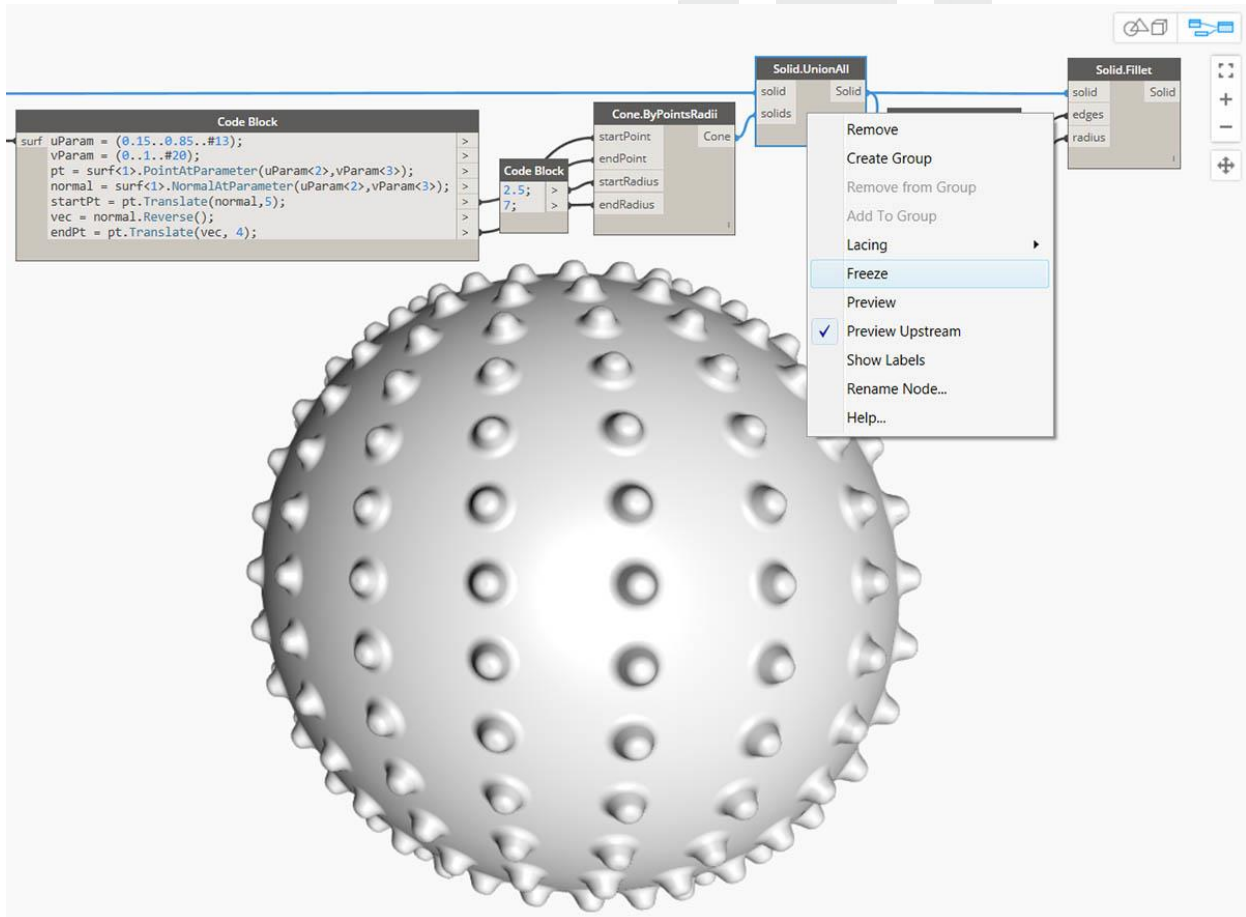 Solid.UnionAll
solid Solid
solids
Solid.Fillet
solid Solid
edges
radius
Code Block
surf uParam = (0.15..0.85..#13); >
vParam = (0..1..#20); >
pt = surf<1>.PointAtParameter(uParam<2>,vParam<3>); >
normal = surf<1>.NormalAtParameter(uParam<2>,vParam<3>); >
startPt = pt.Translate(normal,5); >
vec = normal.Reverse(); >
endPt = pt.Translate(vec, 4); >
Code Block
2.5; >
7; >
Cone.ByPointsRadii
startPoint Cone
endPoint
startRadius
endRadius
Remove
Create Group
Remove from Group
Add To Group
Lacing
Freeze
Preview
Preview Upstream
Show Labels
Rename Node...
Help...